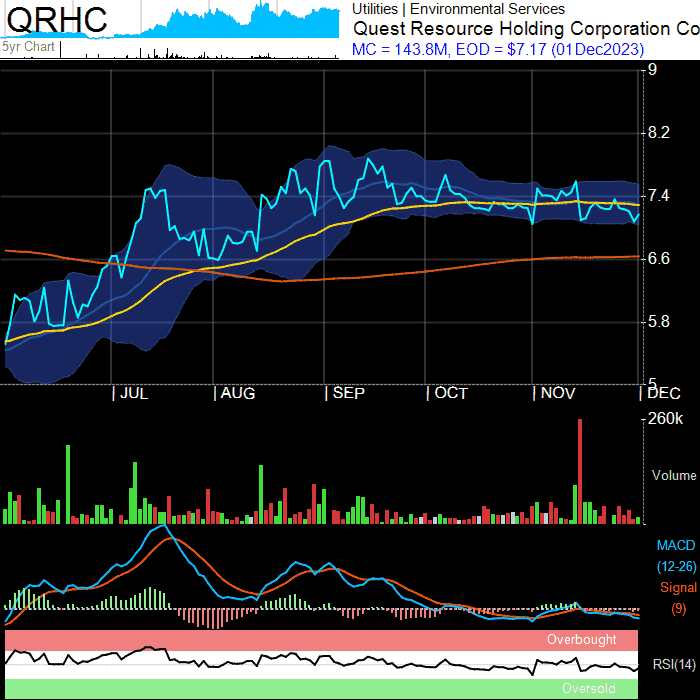 QRHC
5yr Chart
Utilities | Environmental Services
Quest Resource Holding Corporation Co
MC = 143.8M, EOD = $7.17 (01Dec2023)
9
8.2
7.4
6.6
5.8
5
JUL
AUG
SEP
OCT
NOV
DEC
260k
Volume
MACD
(12-26)
Signal
(9)
Overbought
RSI(14)
Oversold